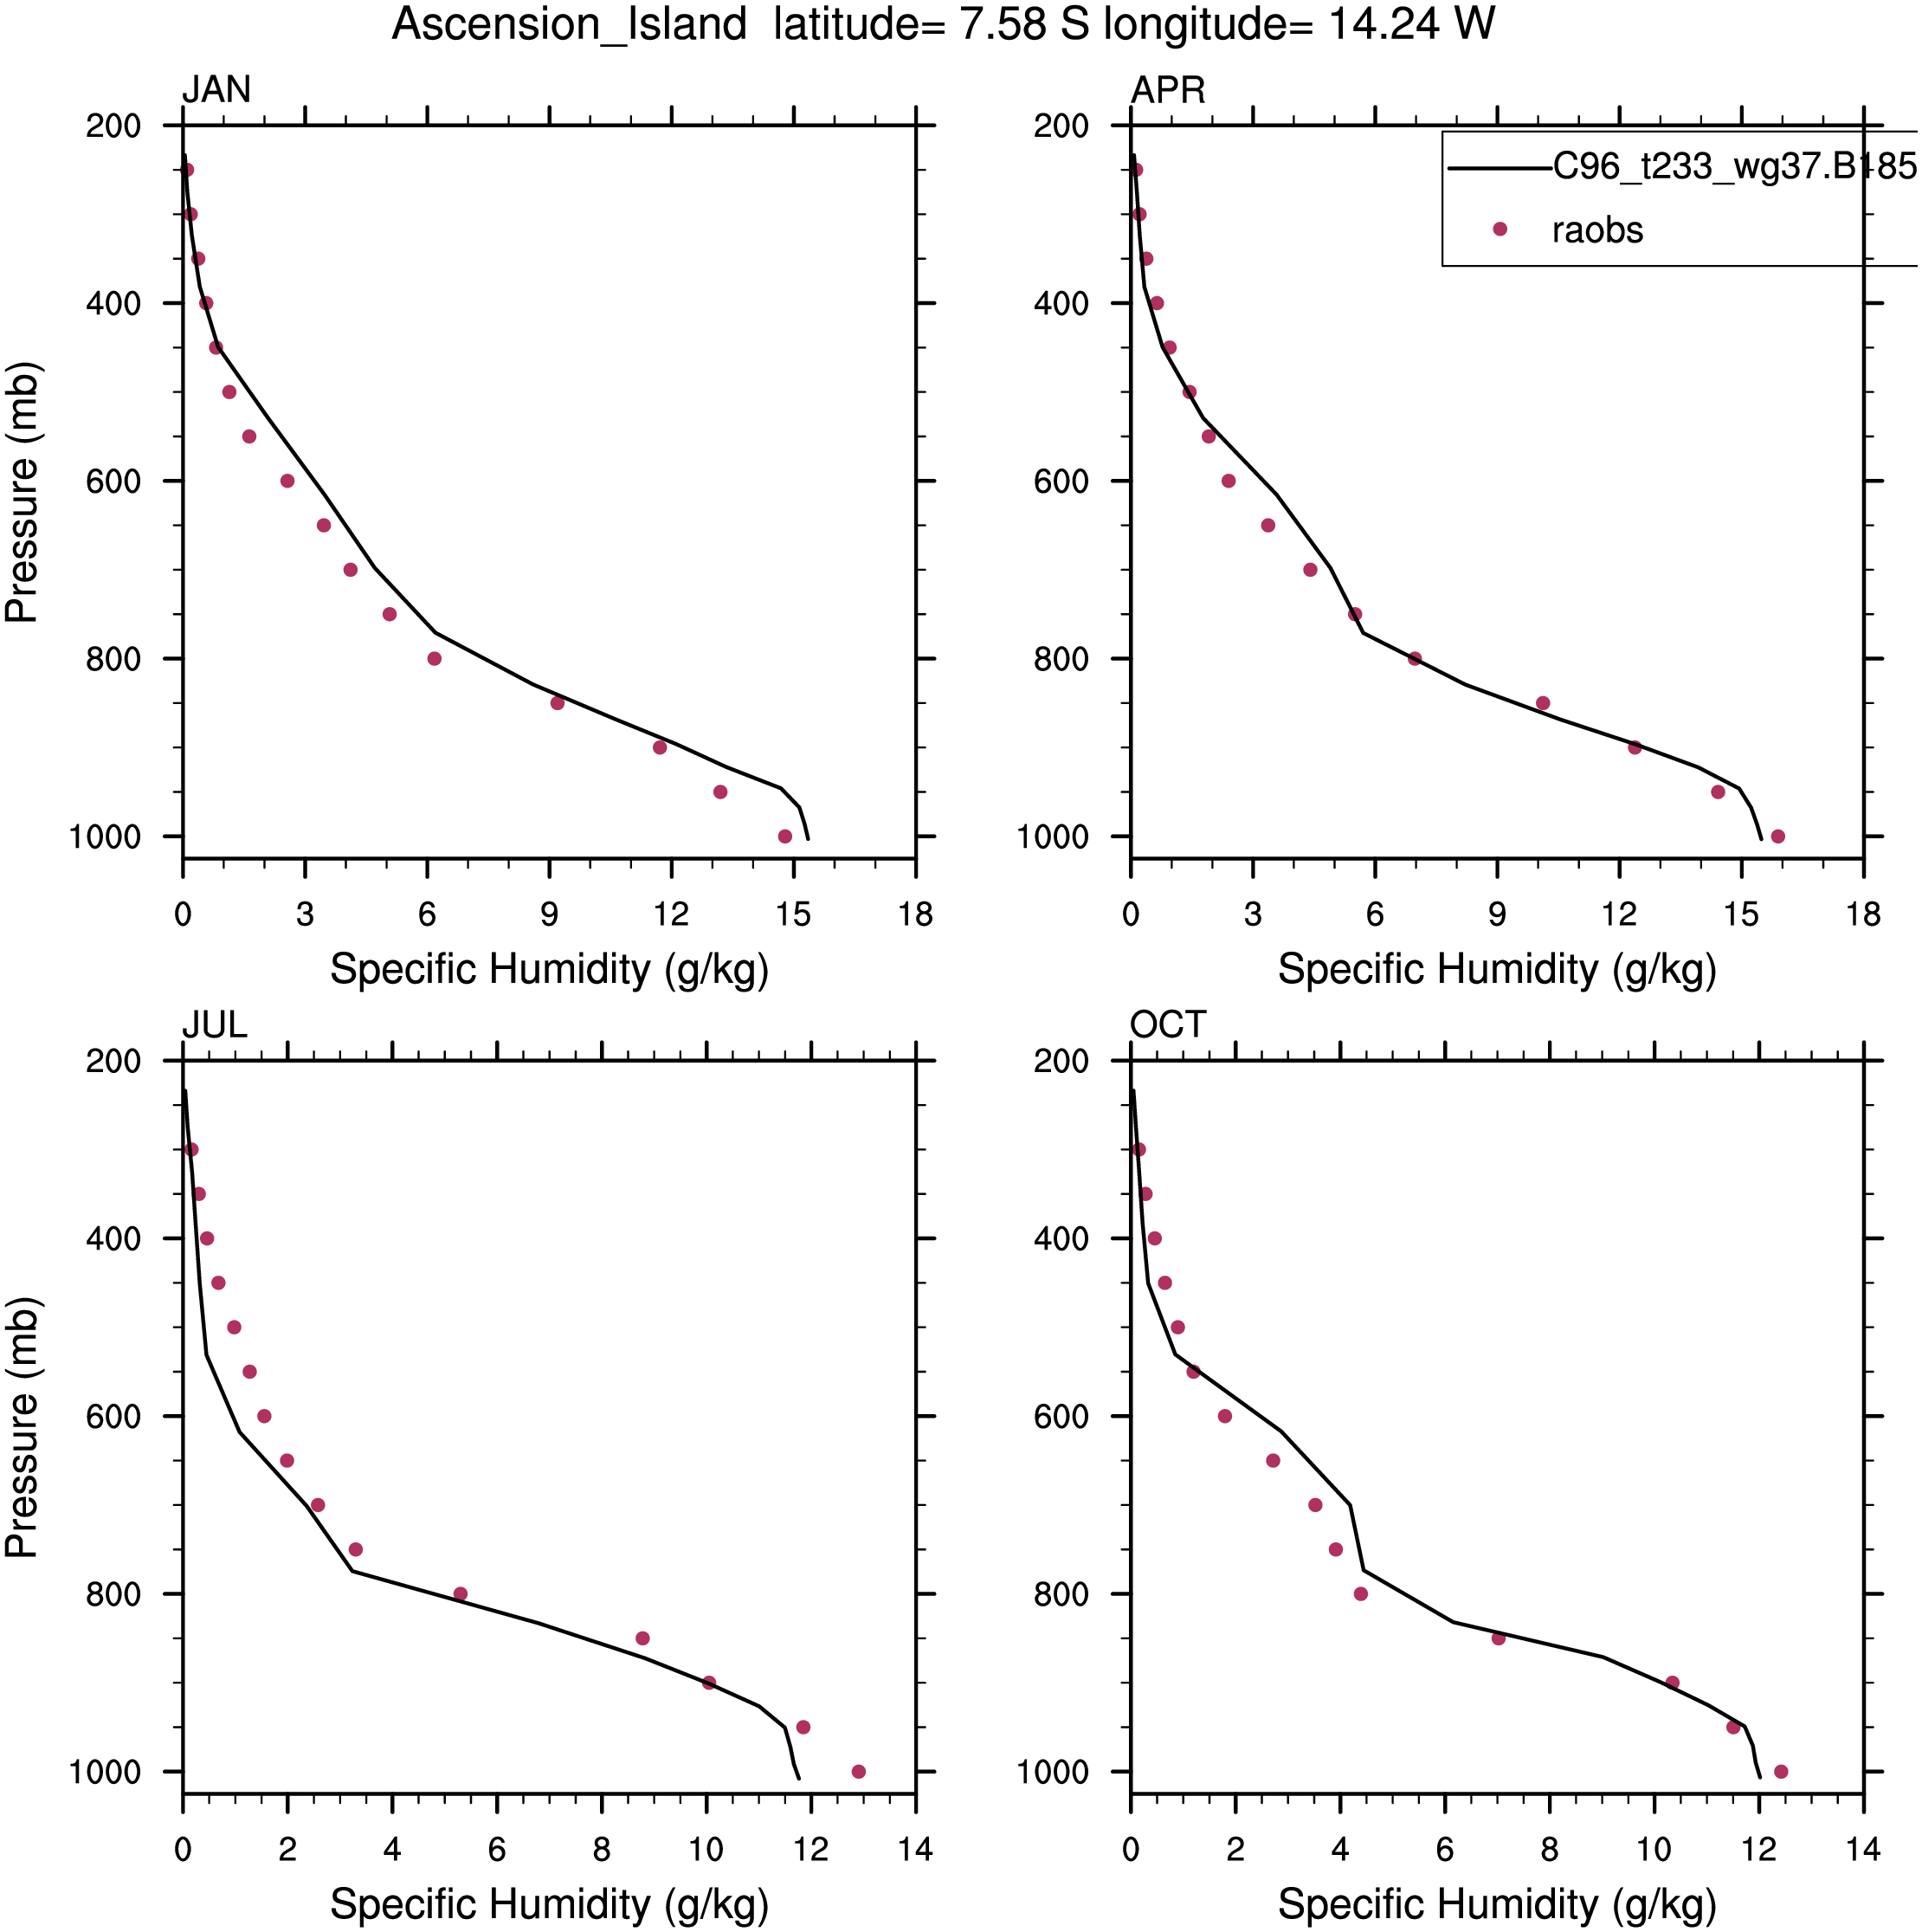 Ascension_Island latitude= 7.58 S longitude= 14.24 W
JAN
200
400
600
800
1000
Pressure (mb)
0 3 6 9 12 15 18
Specific Humidity (g/kg)
APR
200
400
600
800
1000
C96_t233_wg37.B185
raobs
0 3 6 9 12 15 18
Specific Humidity (g/kg)
JUL
200
400
600
800
1000
Pressure (mb)
0 2 4 6 8 10 12 14
Specific Humidity (g/kg)
OCT
200
400
600
800
1000
0 2 4 6 8 10 12 14
Specific Humidity (g/kg)